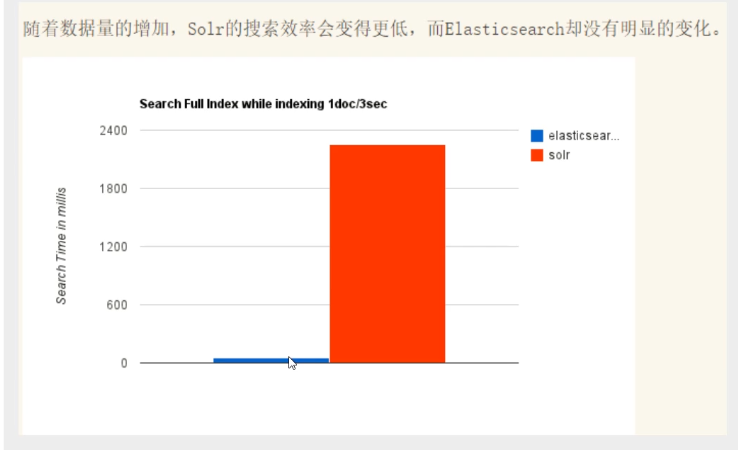 随着数据量的增加，Solr的搜索效率会变得更低，而Elasticsearch却没有明显的变化。
Search Full Index while indexing 1doc/3sec
2400
1800
1200
600
0
Search Time in millis
elasticsear...
solr